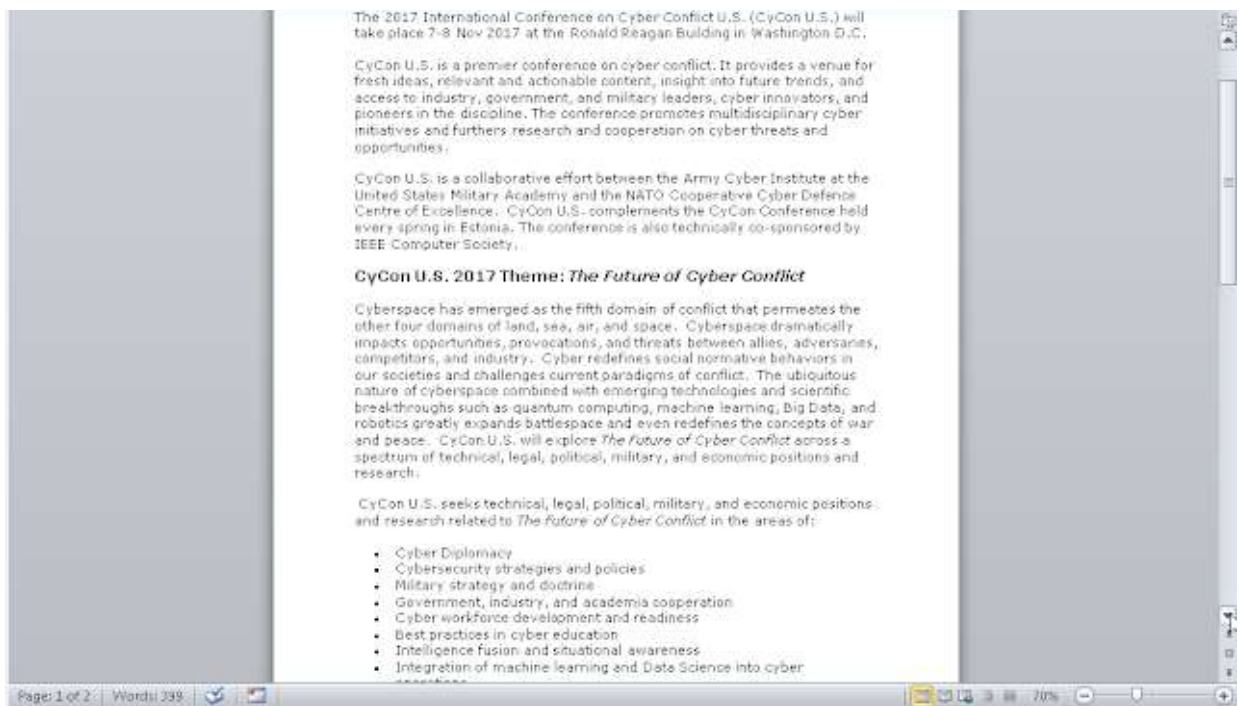 The 2017 International Conference on Cyber Conflict U.S. (CyCon U.S.) will
take place 7-8 Nov 2017 at the Ronald Reagan Building in Washington D.C.
CyCon U.S. is a premier conference on cyber conflict. It provides a venue for
fresh ideas, relevant and actionable content, insight into future trends, and
access to industry, government, and military leaders, cyber innovators, and
pioneers in the discipline. The conference promotes multidisciplinary cyber
initiatives and furthers research and cooperation on cyber threats and
opportunities.
CyCon U.S. is a collaborative effort between the Army Cyber Institute at the
United States Military Academy and the NATO Cooperative Cyber Defence
Centre of Excellence. CyCon U.S. complements the CyCon Conference held
every spring in Estonia. The conference is also technically co-sponsored by
IEEE Computer Society.
CyCon U.S. 2017 Theme: The Future of Cyber Conflict
Cyberspace has emerged as the fifth domain of conflict that permeates the
other four domains of land, sea, air, and space. Cyberspace dramatically
impacts opportunities, provocations, and threats between allies, adversaries,
competitors, and industry. Cyber redefines social normative behaviors in
our societies and challenges current paradigms of conflict. The ubiquitous
nature of cyberspace combined with emerging technologies and scientific
breakthroughs such as quantum computing, machine learning, Big Data, and
robotics greatly expands battlespace and even redefines the concepts of war
and peace. CyCon U.S. will explore The Future of Cyber Conflict across a
spectrum of technical, legal, political, military, and economic positions and
research.
CyCon U.S. seeks technical, legal, political, military, and economic positions
and research related to The Future of Cyber Conflict in the areas of:
• Cyber Diplomacy
• Cybersecurity strategies and policies
• Military strategy and doctrine
• Government, industry, and academia cooperation
• Cyber workforce development and readiness
• Best practices in cyber education
• Intelligence fusion and situational awareness
• Integration of machine learning and Data Science into cyber
Page: 1 of 2 Words: 399 70%